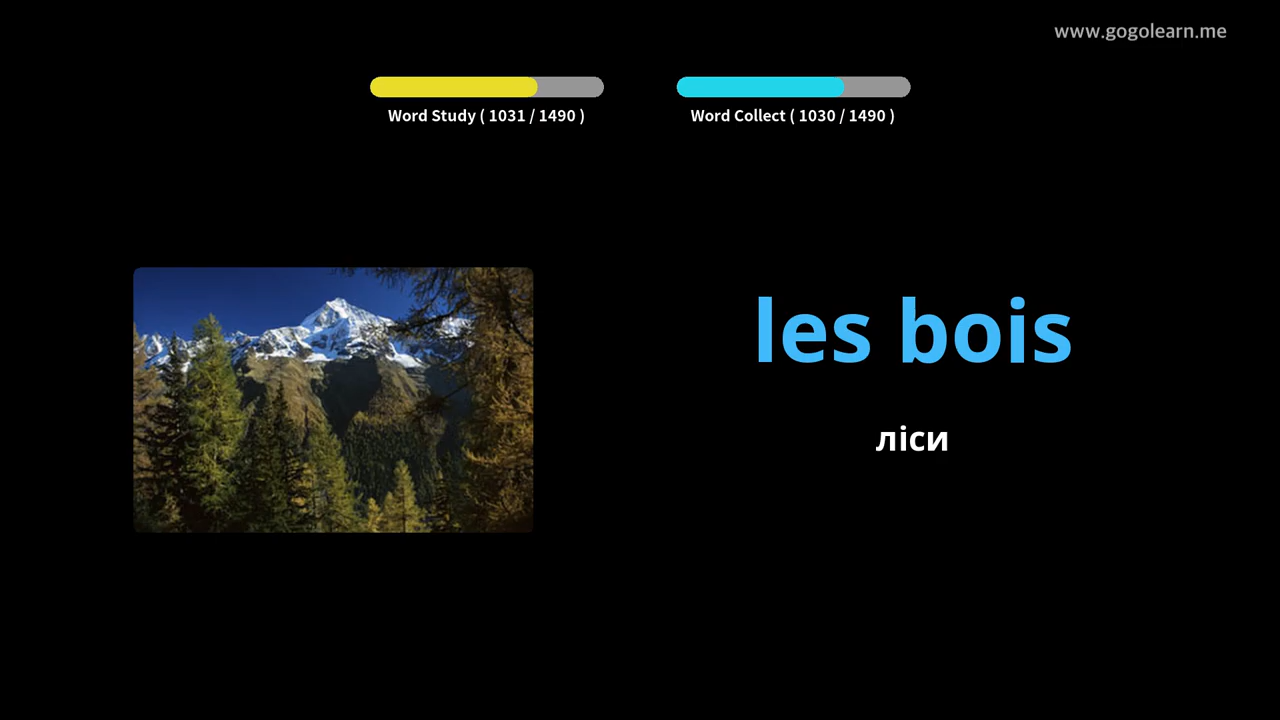 www.gogolearn.me
Word Study ( 1031 / 1490 )
Word Collect ( 1030 / 1490 )
les bois
ліси